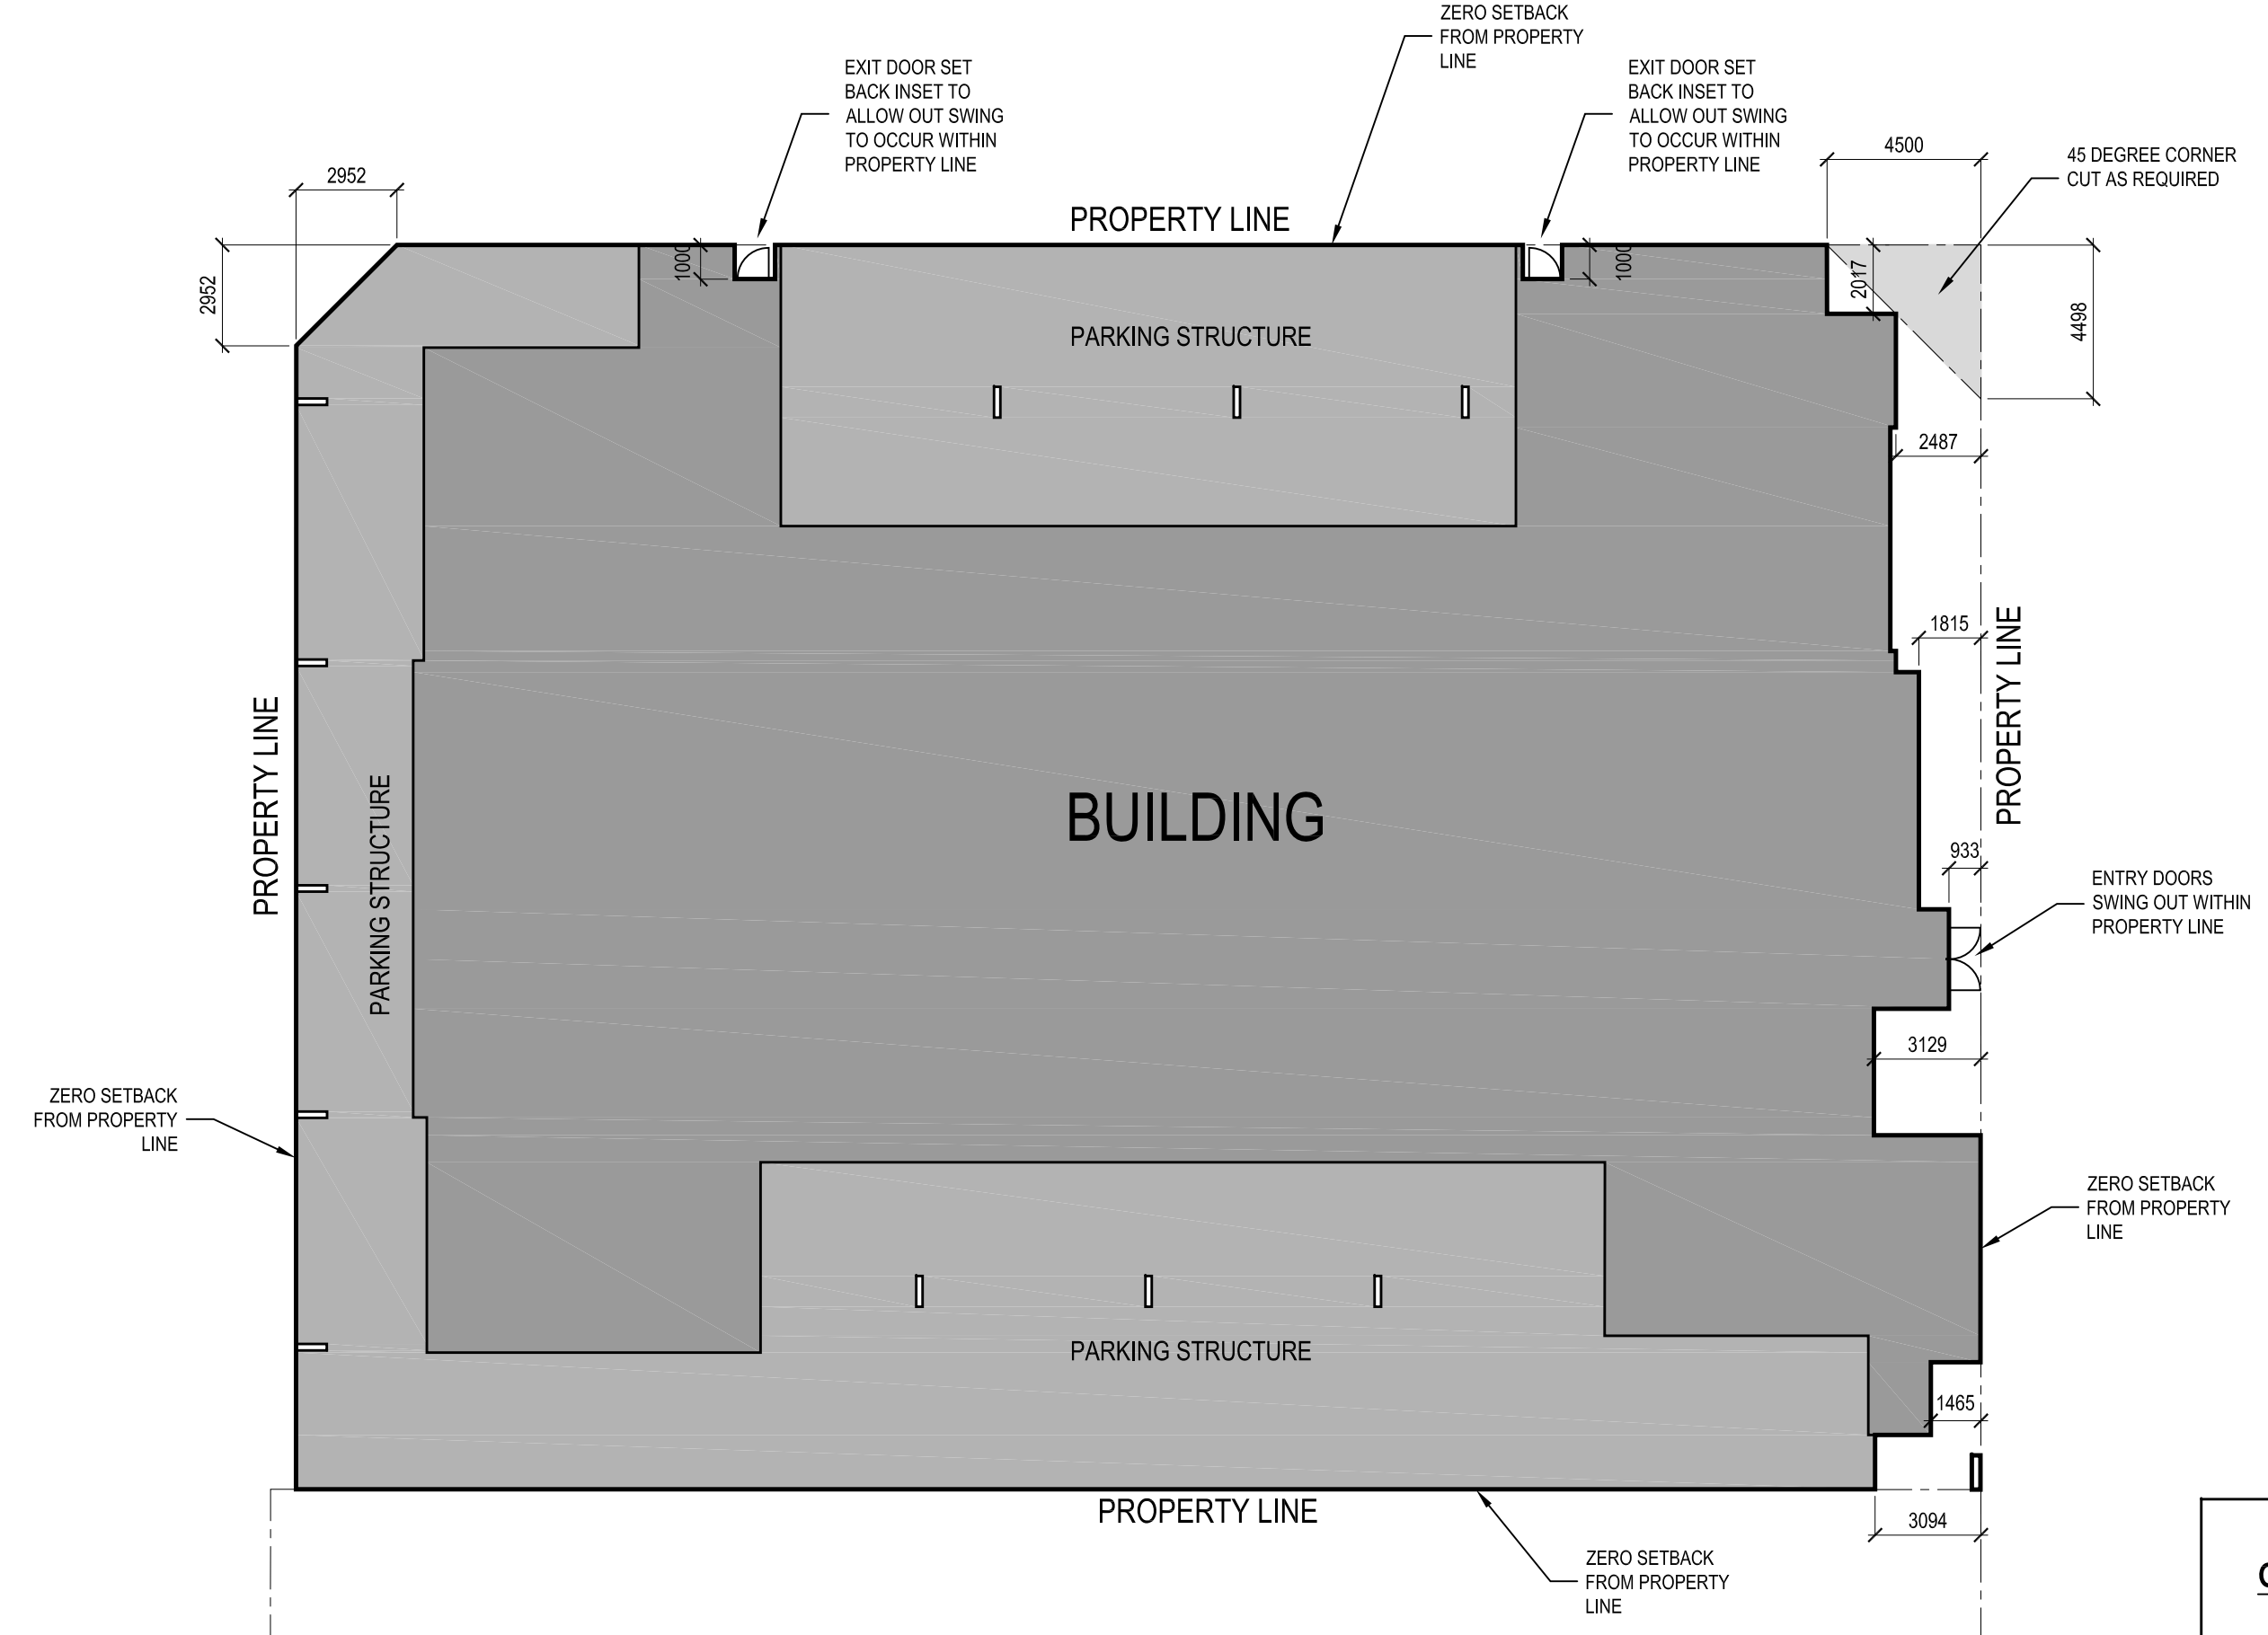 ZERO SETBACK
FROM PROPERTY
LINE
EXIT DOOR SET
BACK INSET TO
ALLOW OUT SWING
TO OCCUR WITHIN
PROPERTY LINE
EXIT DOOR SET
BACK INSET TO
ALLOW OUT SWING
TO OCCUR WITHIN
PROPERTY LINE
4500
45 DEGREE CORNER
CUT AS REQUIRED
2952
PROPERTY LINE
2952
1000
1000
2017
4498
PARKING STRUCTURE
2487
1815
PROPERTY LINE
PROPERTY LINE
PARKING STRUCTURE
BUILDING
933
ENTRY DOORS
SWING OUT WITHIN
PROPERTY LINE
3129
ZERO SETBACK
FROM PROPERTY
LINE
ZERO SETBACK
FROM PROPERTY
LINE
PARKING STRUCTURE
1465
PROPERTY LINE
3094
ZERO SETBACK
FROM PROPERTY
LINE